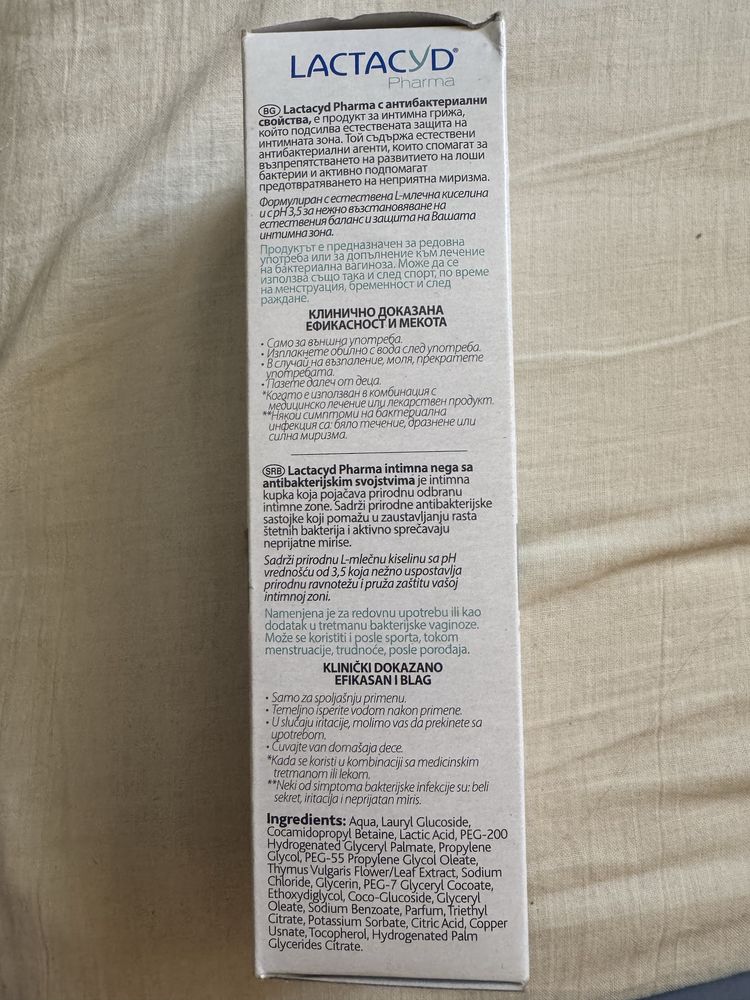 LACTACYD®
Pharma
BG Lactacyd Pharma с антибактериални
свойства, е продукт за интимна грижа,
който подсилва естествената защита на
интимната зона. Той съдържа естествени
антибактериални агенти, които спомагат за
възпрепятстването на развитието на лоши
бактерии и активно подпомагат
предотвратяването на неприятна миризма.
Формулиран с естествена L-млечна киселина
и с pH 3,5 за нежно възстановяване на
естествения баланс и защита на Вашата
интимна зона.
Продуктът е предназначен за редовна
употреба или за допълнение към лечение
на бактериална вагиноза. Може да се
използва също така и след спорт, по време
на менструация, бременност и след
раждане.
КЛИНИЧНО ДОКАЗАНА
ЕФИКАСНОСТ И МЕКОТА
• Само за външна употреба.
• Изплакнете обилно с вода след употреба.
• В случай на възпаление, моля, прекратете
употребата.
• Пазете далеч от деца.
*Когато е използван в комбинация с
медицинско лечение или лекарствен продукт.
**Някои симптоми на бактериална
инфекция са: бяло течение, дразнене или
силна миризма.
SRB Lactacyd Pharma intimna nega sa
antibakterijskim svojstvima je intimna
kupka koja pojačava prirodnu odbranu
intimne zone. Sadrži prirodne antibakterijske
sastojke koji pomažu u zaustavljanju rasta
štetnih bakterija i aktivno sprečavaju
neprijatne mirise.
Sadrži prirodnu L-mlečnu kiselinu sa pH
vrednošću od 3,5 koja nežno uspostavlja
prirodnu ravnotežu i pruža zaštitu vašoj
intimnoj zoni.
Namenjena je za redovnu upotrebu ili kao
dodatak u tretmanu bakterijske vaginoze.
Može se koristiti i posle sporta, tokom
menstruacije, trudnoće, posle porođaja.
KLINIČKI DOKAZANO
EFIKASAN I BLAG
• Samo za spoljašnju primenu.
• Temeljno isperite vodom nakon primene.
• U slučaju iritacije, molimo vas da prekinete sa
upotrebom.
• Čuvajte van domašaja dece.
*Kada se koristi u kombinaciji sa medicinskim
tretmanom ili lekom.
**Neki od simptoma bakterijske infekcije su: beli
sekret, iritacija i neprijatan miris.
Ingredients: Aqua, Lauryl Glucoside,
Cocamidopropyl Betaine, Lactic Acid, PEG-200
Hydrogenated Glyceryl Palmate, Propylene
Glycol, PEG-55 Propylene Glycol Oleate,
Thymus Vulgaris Flower/Leaf Extract, Sodium
Chloride, Glycerin, PEG-7 Glyceryl Cocoate,
Ethoxydiglycol, Coco-Glucoside, Glyceryl
Oleate, Sodium Benzoate, Parfum, Triethyl
Citrate, Potassium Sorbate, Citric Acid, Copper
Usnate, Tocopherol, Hydrogenated Palm
Glycerides Citrate.